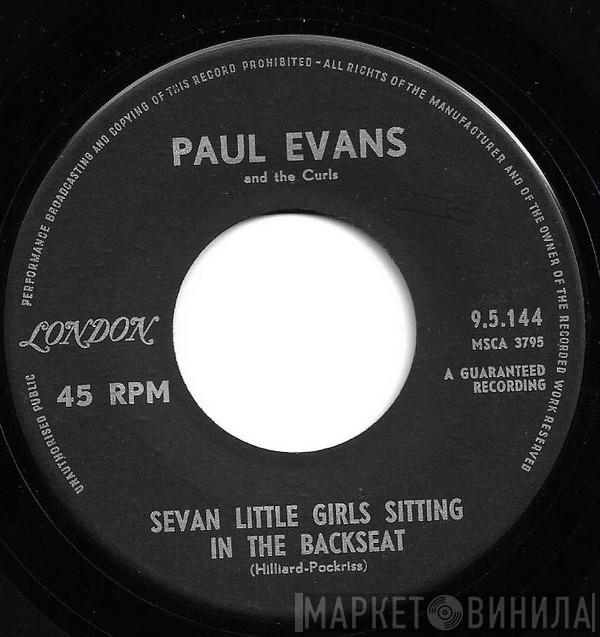 UNAUTHORISED PUBLIC PERFORMANCE BROADCASTING AND COPYING OF THIS RECORD PROHIBITED - ALL RIGHTS OF THE MANUFACTURER AND OF THE OWNER OF THE RECORDED WORK RESERVED
PAUL EVANS
and the Curls
LONDON
45 RPM
9.5.144
MSCA 3795
A GUARANTEED
RECORDING
SEVAN LITTLE GIRLS SITTING
IN THE BACKSEAT
(Hilliard-Pockriss)
МАРКЕТ ВИНИЛА